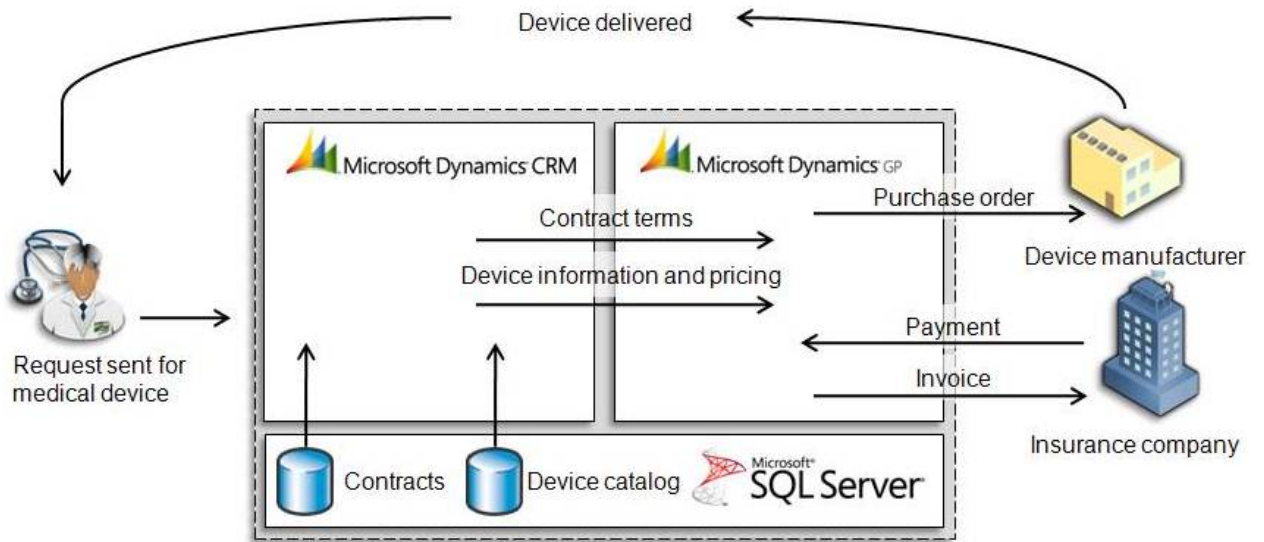 Device delivered
Microsoft Dynamics CRM
Microsoft Dynamics GP
Purchase order
Contract terms
Device manufacturer
Device information and pricing
Payment
Request sent for
medical device
Invoice
Insurance company
Contracts
Device catalog
Microsoft®
SQL Server®